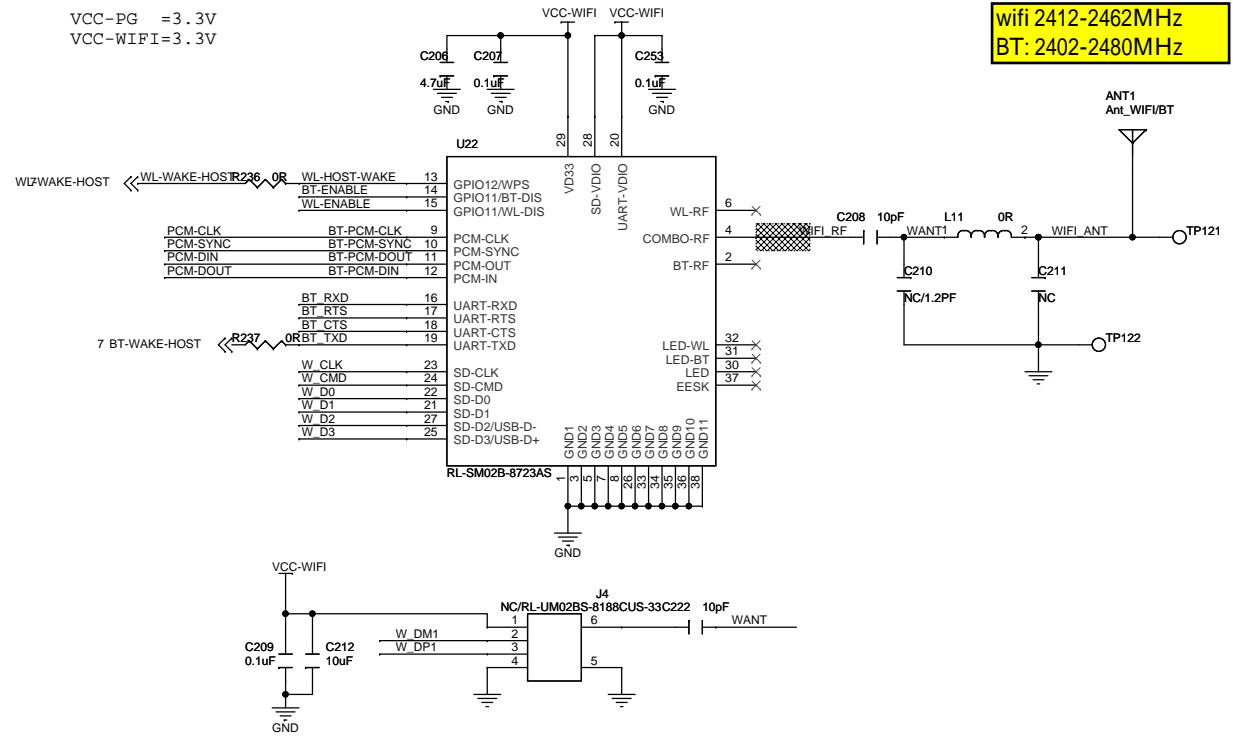 VCC-PG =3.3V
VCC-WIFI=3.3V
wifi 2412-2462MHz
BT: 2402-2480MHz
VCC-WIFI
VCC-WIFI
C206
4.7uF
GND
C207
0.1uF
GND
C253
0.1uF
GND
ANT1
Ant_WIFI/BT
U22
29
28
20
VD33
SD-VDIO
UART-VDIO
WL-WAKE-HOST
WL-WAKE-HOST
R236
0R
WL-HOST-WAKE 13 GPIO12/WPS
BT-ENABLE 14 GPIO11/BT-DIS
WL-ENABLE 15 GPIO11/WL-DIS
PCM-CLK BT-PCM-CLK 9 PCM-CLK
PCM-SYNC BT-PCM-SYNC 10 PCM-SYNC
PCM-DIN BT-PCM-DOUT 11 PCM-OUT
PCM-DOUT BT-PCM-DIN 12 PCM-IN
BT_RXD 16 UART-RXD
BT_RTS 17 UART-RTS
BT_CTS 18 UART-CTS
7 BT-WAKE-HOST R237 0R BT_TXD 19 UART-TXD
W_CLK 23 SD-CLK
W_CMD 24 SD-CMD
W_D0 22 SD-D0
W_D1 21 SD-D1
W_D2 27 SD-D2/USB-D-
W_D3 25 SD-D3/USB-D+
WL-RF 6
COMBO-RF 4
BT-RF 2
LED-WL 32
LED-BT 31
LED 30
EESK 37
WIFI_RF
C208 10pF
WANT
1
L11 0R
2
WIFI_ANT
TP121
C210
NC/1.2PF
C211
NC
TP122
GND1
GND2
GND3
GND4
GND5
GND6
GND7
GND8
GND9
GND10
GND11
RL-SM02B-8723AS
1
3
5
7
8
26
33
34
35
36
38
GND
VCC-WIFI
C209
0.1uF
C212
10uF
GND
J4
NC/RL-UM02BS-8188CUS-33
C222 10pF
WANT
1
W_DM1 2
W_DP1 3
4
6
5